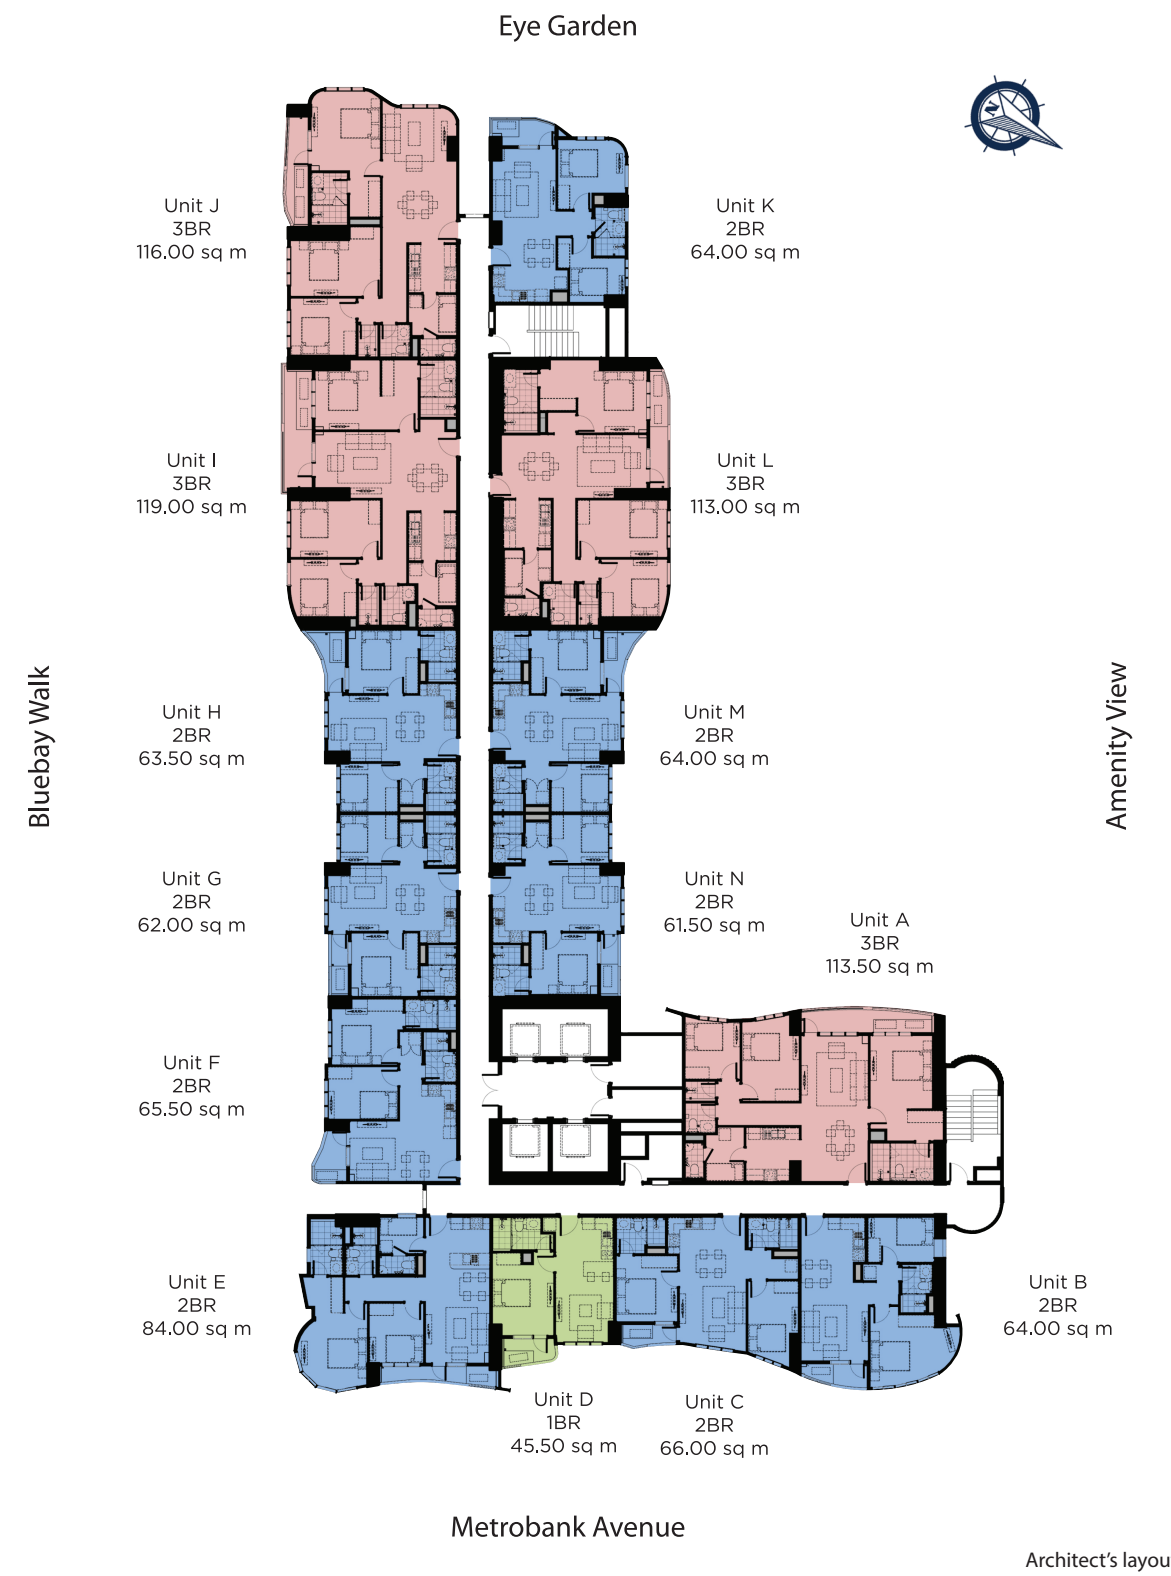 Eye Garden
N
Unit J
3BR
116.00 sq m
Unit K
2BR
64.00 sq m
Unit I
3BR
119.00 sq m
Unit L
3BR
113.00 sq m
Bluebay Walk
Amenity View
Unit H
2BR
63.50 sq m
Unit M
2BR
64.00 sq m
Unit G
2BR
62.00 sq m
Unit N
2BR
61.50 sq m
Unit A
3BR
113.50 sq m
Unit F
2BR
65.50 sq m
Unit E
2BR
84.00 sq m
Unit B
2BR
64.00 sq m
Unit D
1BR
45.50 sq m
Unit C
2BR
66.00 sq m
Metrobank Avenue
Architect's layou